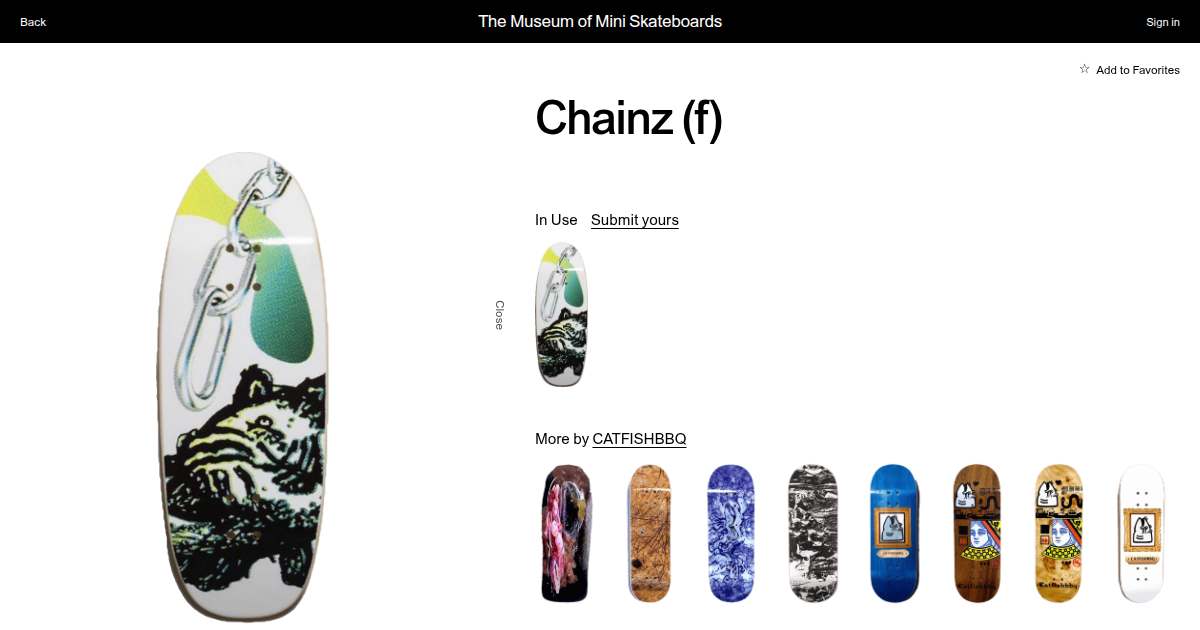 Back
The Museum of Mini Skateboards
Sign in
☆ Add to Favorites
Chainz (f)
In Use Submit yours
Close
More by CATFISHBBQ